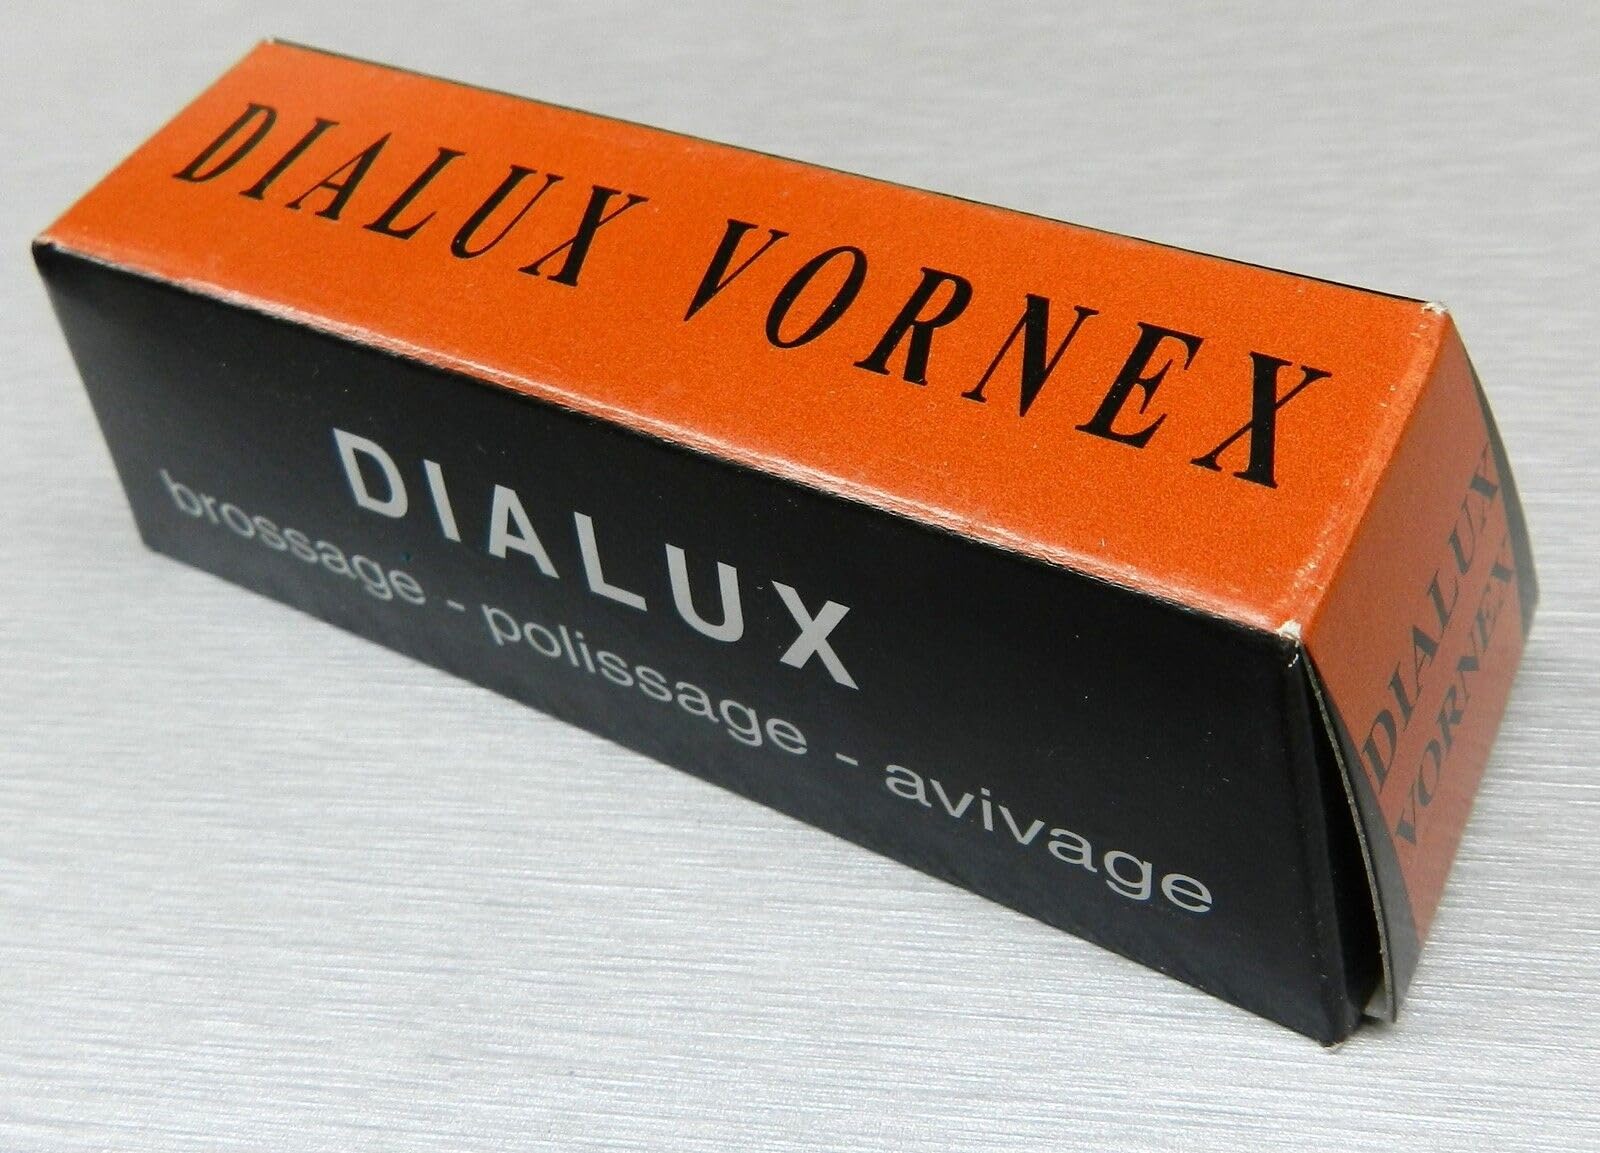 DIALUX VORNEX
DIALUX
brossage - polissage - avivage
DIALUX
VORNEX